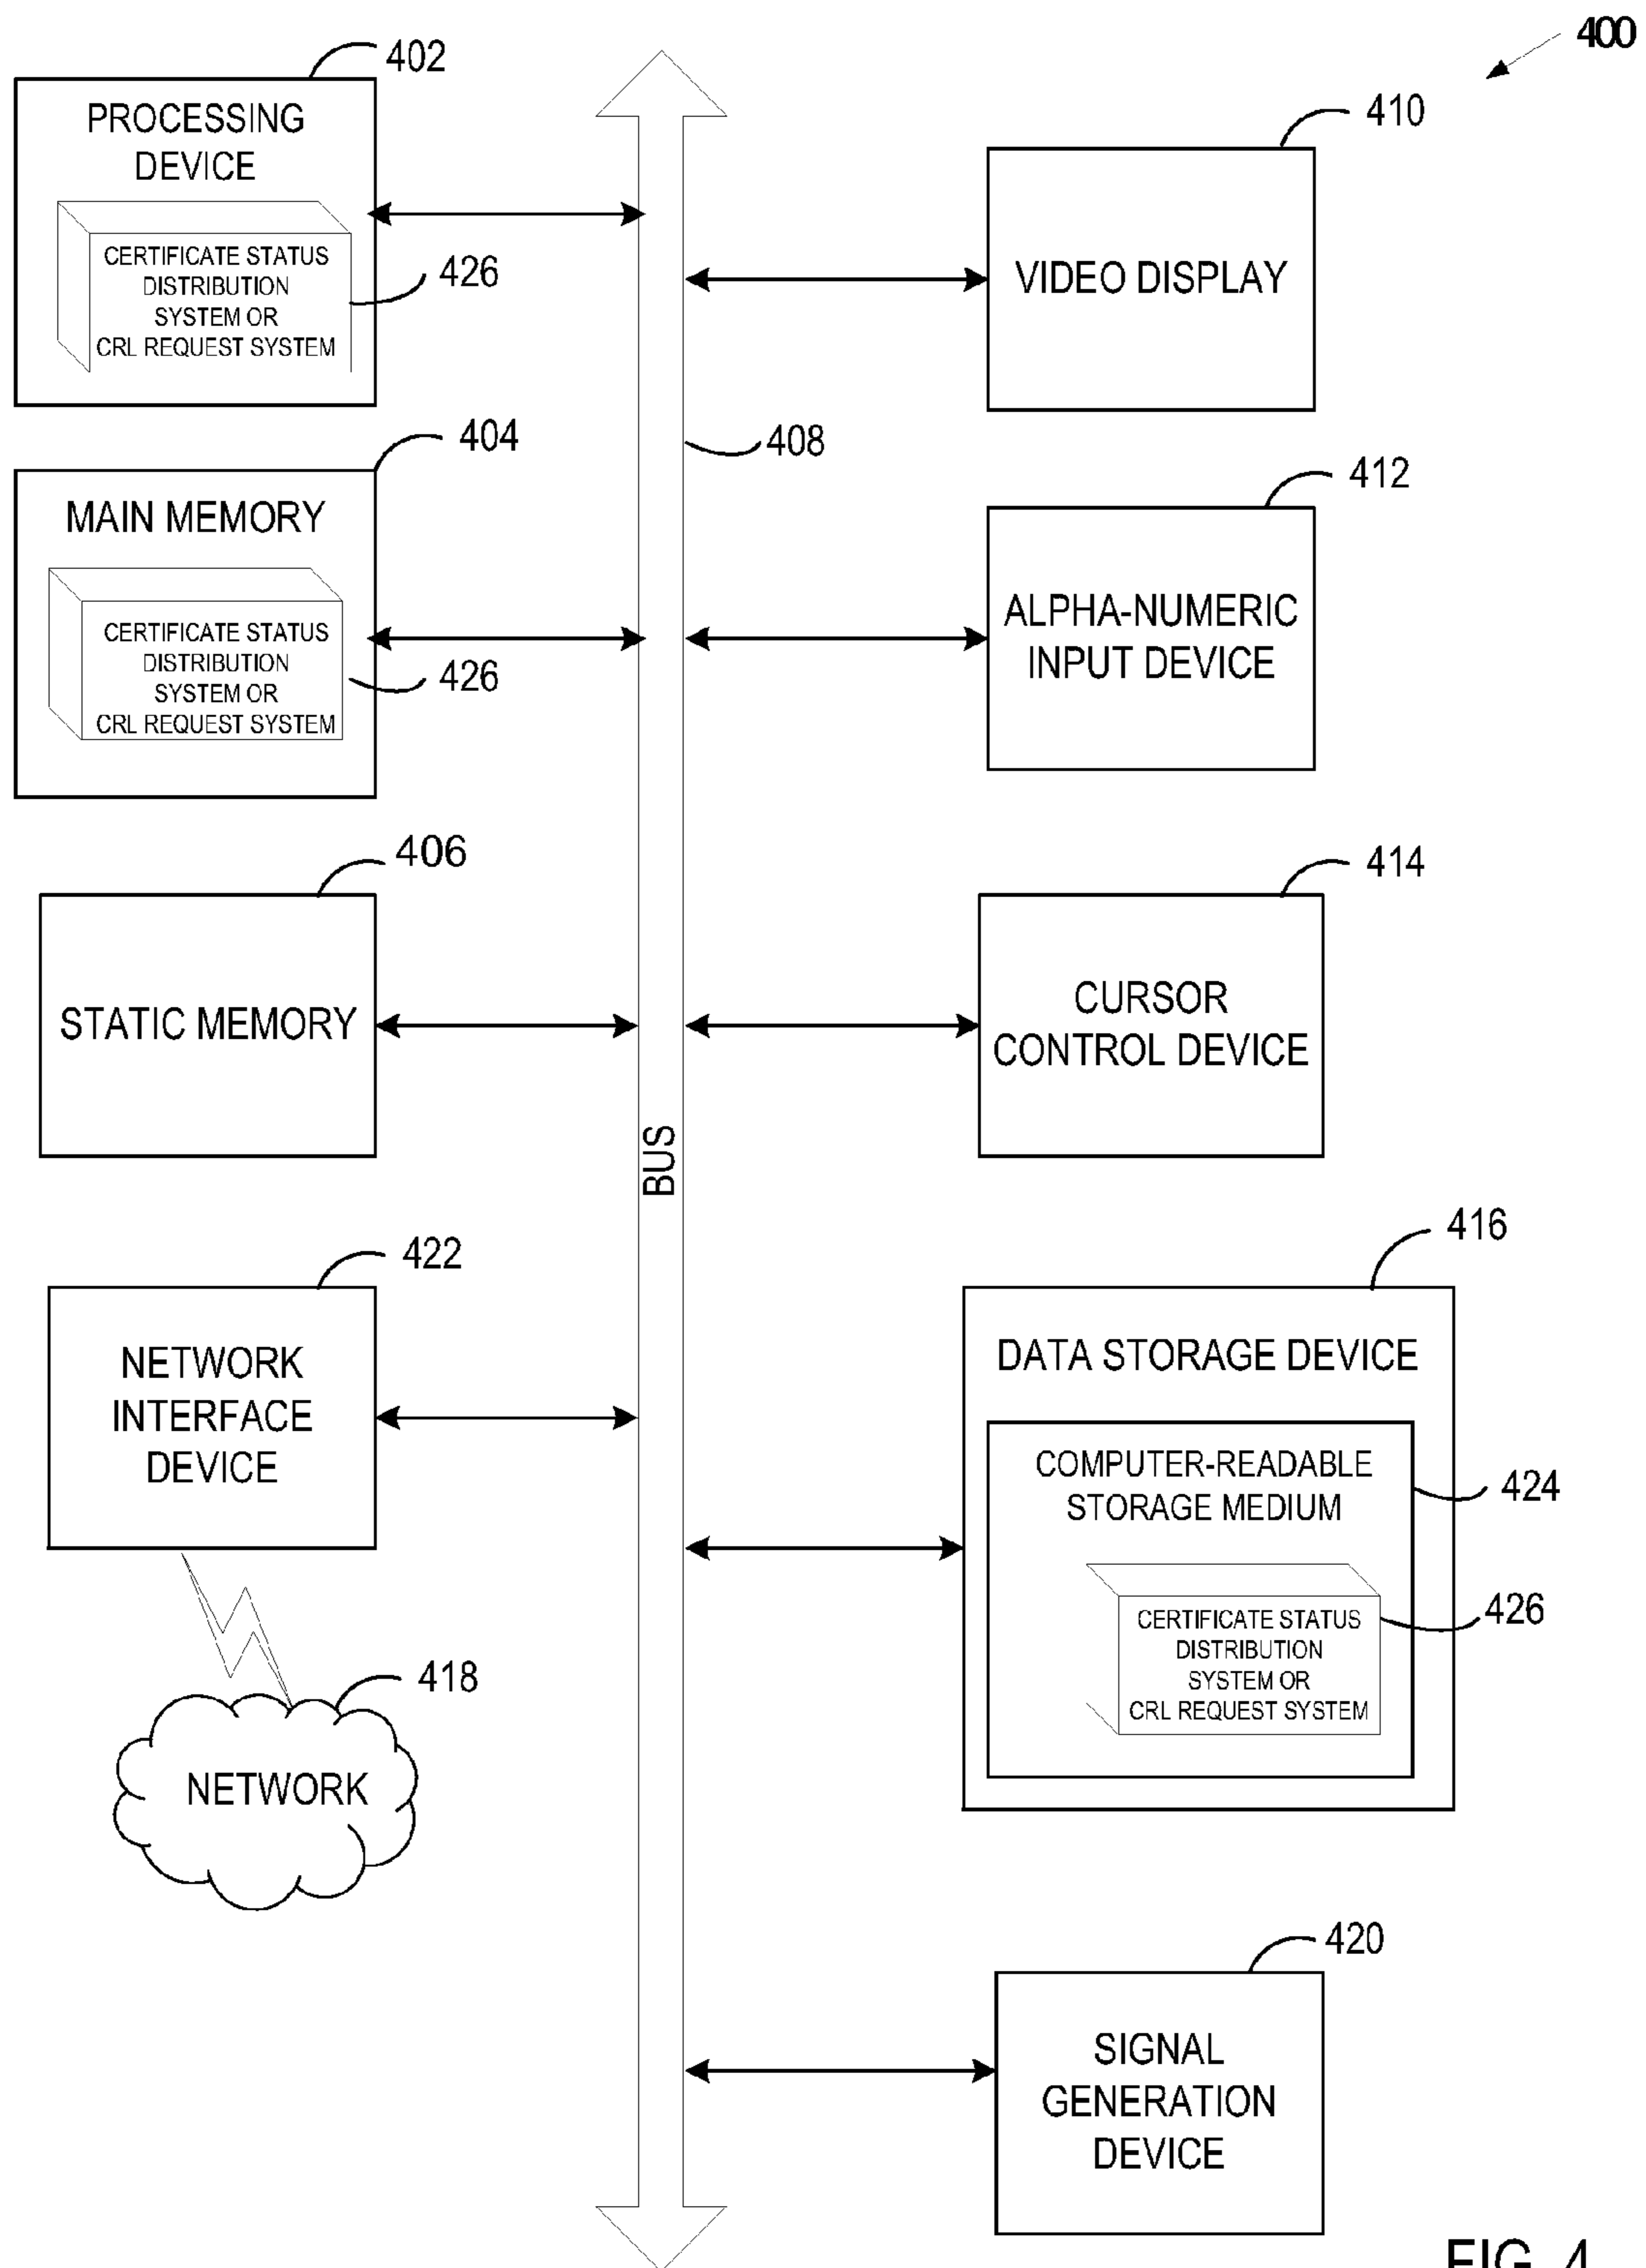 400
402
PROCESSING
DEVICE
CERTIFICATE STATUS
DISTRIBUTION
SYSTEM OR
CRL REQUEST SYSTEM
426
410
VIDEO DISPLAY
404
MAIN MEMORY
CERTIFICATE STATUS
DISTRIBUTION
SYSTEM OR
CRL REQUEST SYSTEM
426
408
412
ALPHA-NUMERIC
INPUT DEVICE
406
STATIC MEMORY
414
CURSOR
CONTROL DEVICE
BUS
422
NETWORK
INTERFACE
DEVICE
416
DATA STORAGE DEVICE
COMPUTER-READABLE
STORAGE MEDIUM
424
CERTIFICATE STATUS
DISTRIBUTION
SYSTEM OR
CRL REQUEST SYSTEM
426
418
NETWORK
420
SIGNAL
GENERATION
DEVICE
FIG. 4